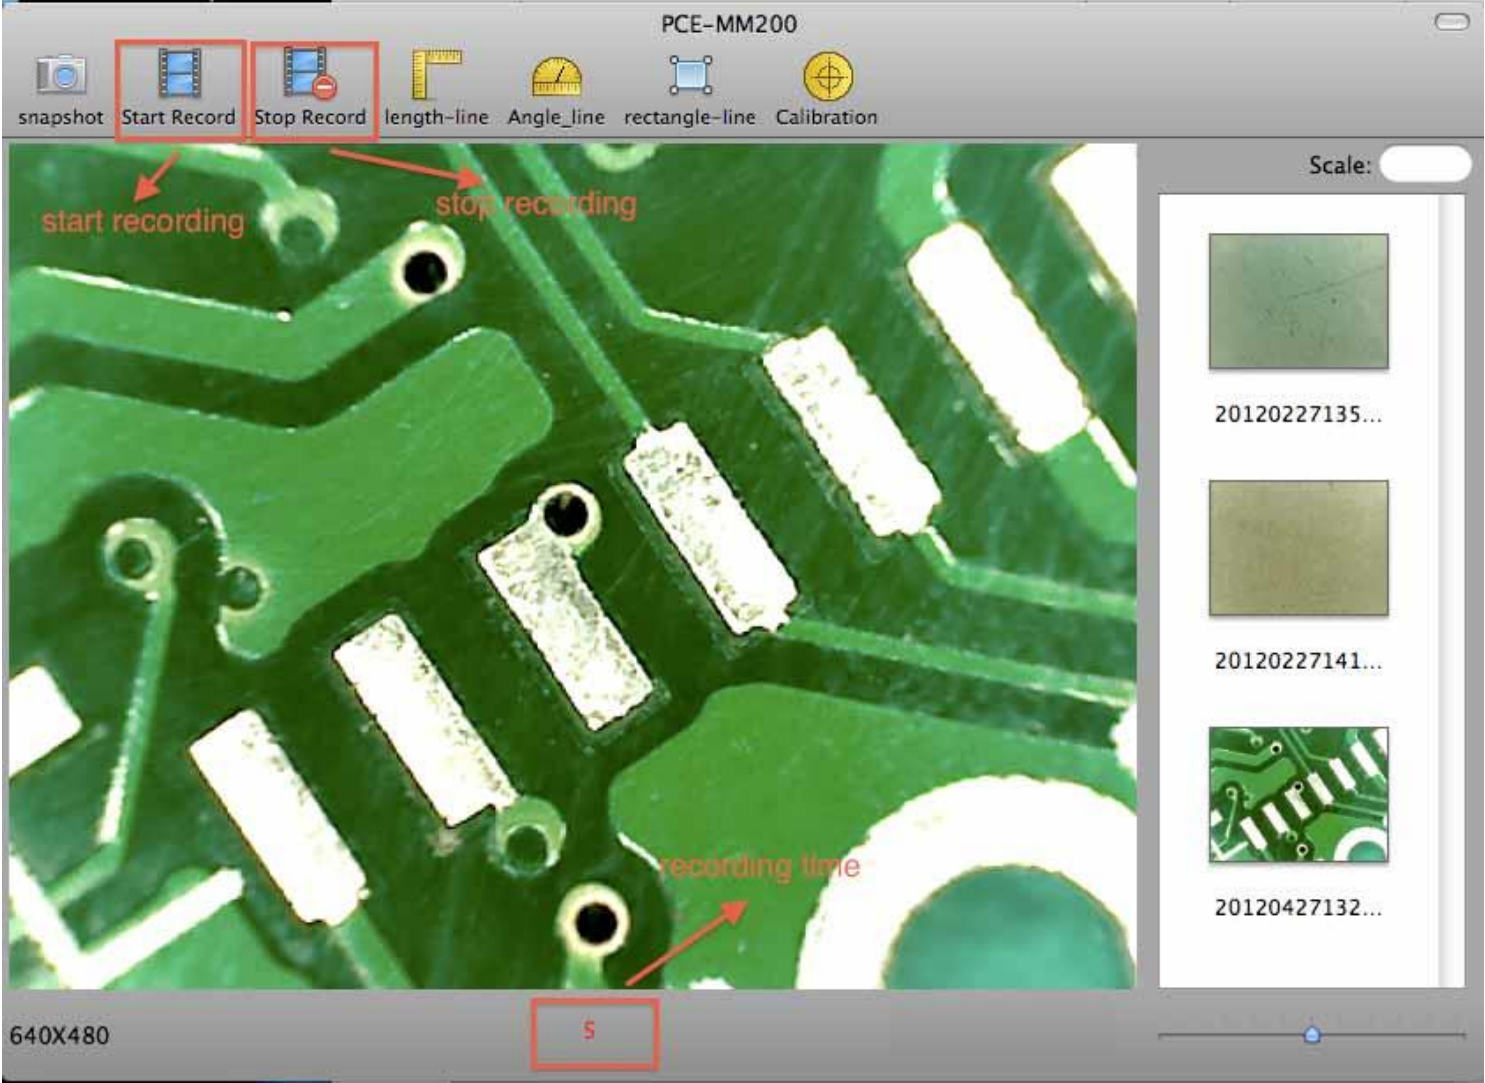 PCE-MM200
snapshot Start Record Stop Record length-line Angle_line rectangle-line Calibration
Scale:
start recording
stop recording
20120227135...
20120227141...
recording time
20120427132...
640X480
S